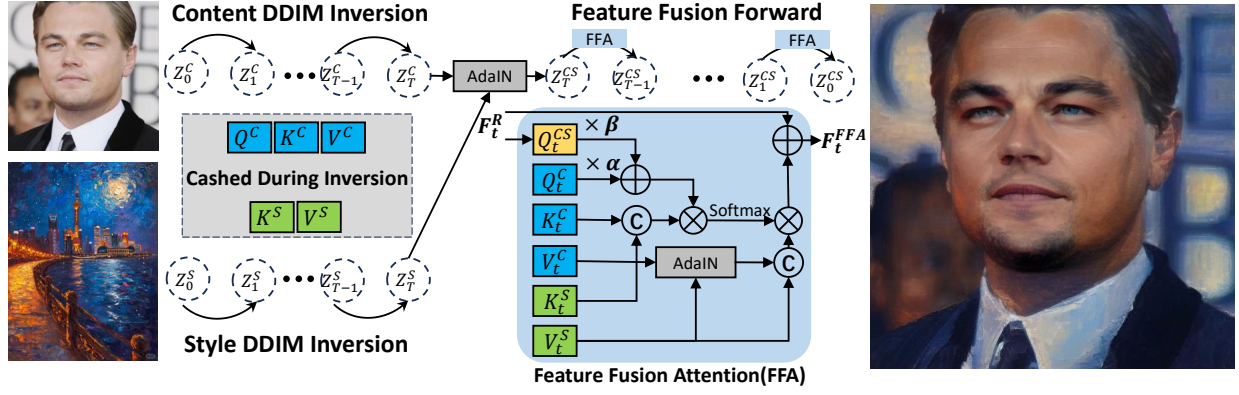 Content DDIM Inversion
Z_0^C Z_1^C ••• Z_{T-1}^C Z_T^C
AdaIN
Feature Fusion Forward
FFA FFA
Z_T^{CS} Z_{T-1}^{CS} ••• Z_1^{CS} Z_0^{CS}
Q^C K^C V^C
Cashed During Inversion
K^S V^S
Z_0^S Z_1^S ••• Z_{T-1}^S Z_T^S
Style DDIM Inversion
F_t^R
Q_t^{CS} × β
F_t^{FFA}
Q_t^C × α
K_t^C C Softmax
V_t^C AdaIN C
K_t^S
V_t^S
Feature Fusion Attention(FFA)